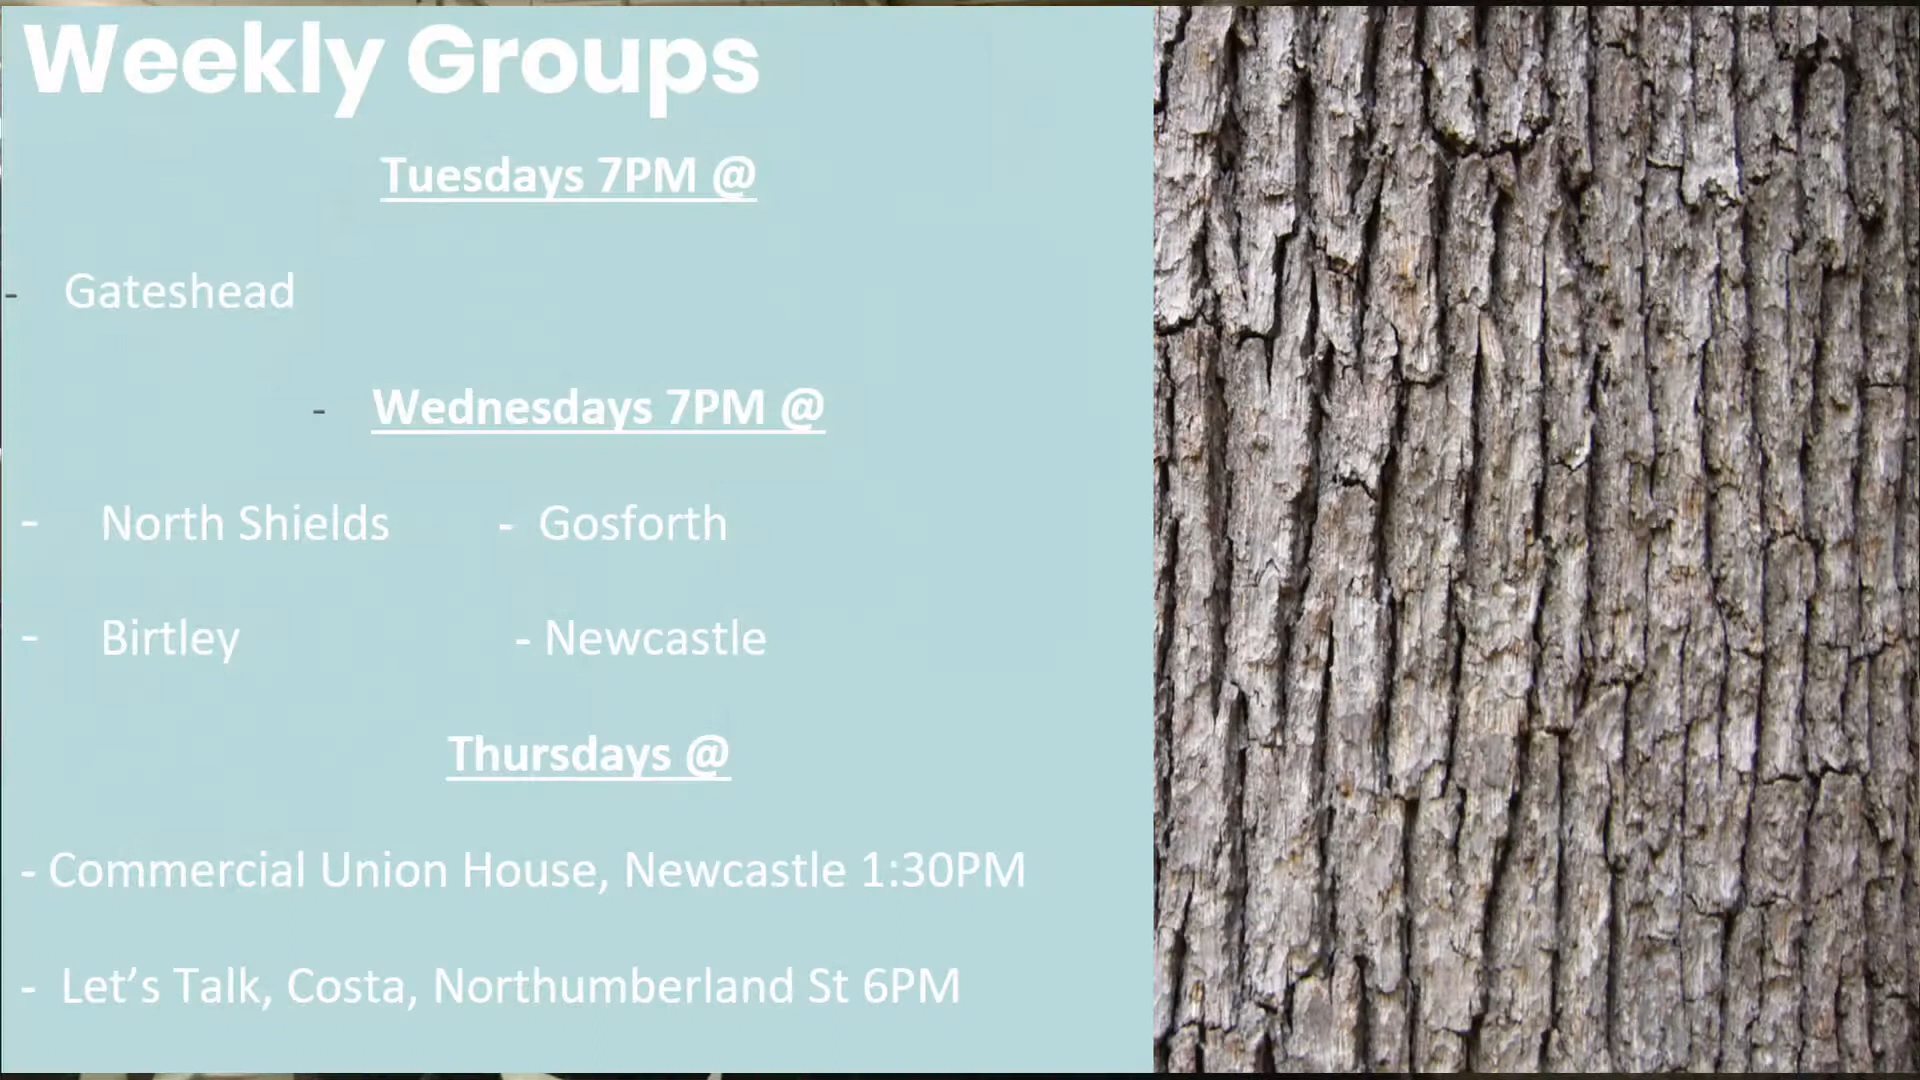 Weekly Groups
Tuesdays 7PM @
- Gateshead
- Wednesdays 7PM @
- North Shields - Gosforth
- Birtley - Newcastle
Thursdays @
- Commercial Union House, Newcastle 1:30PM
- Let’s Talk, Costa, Northumberland St 6PM